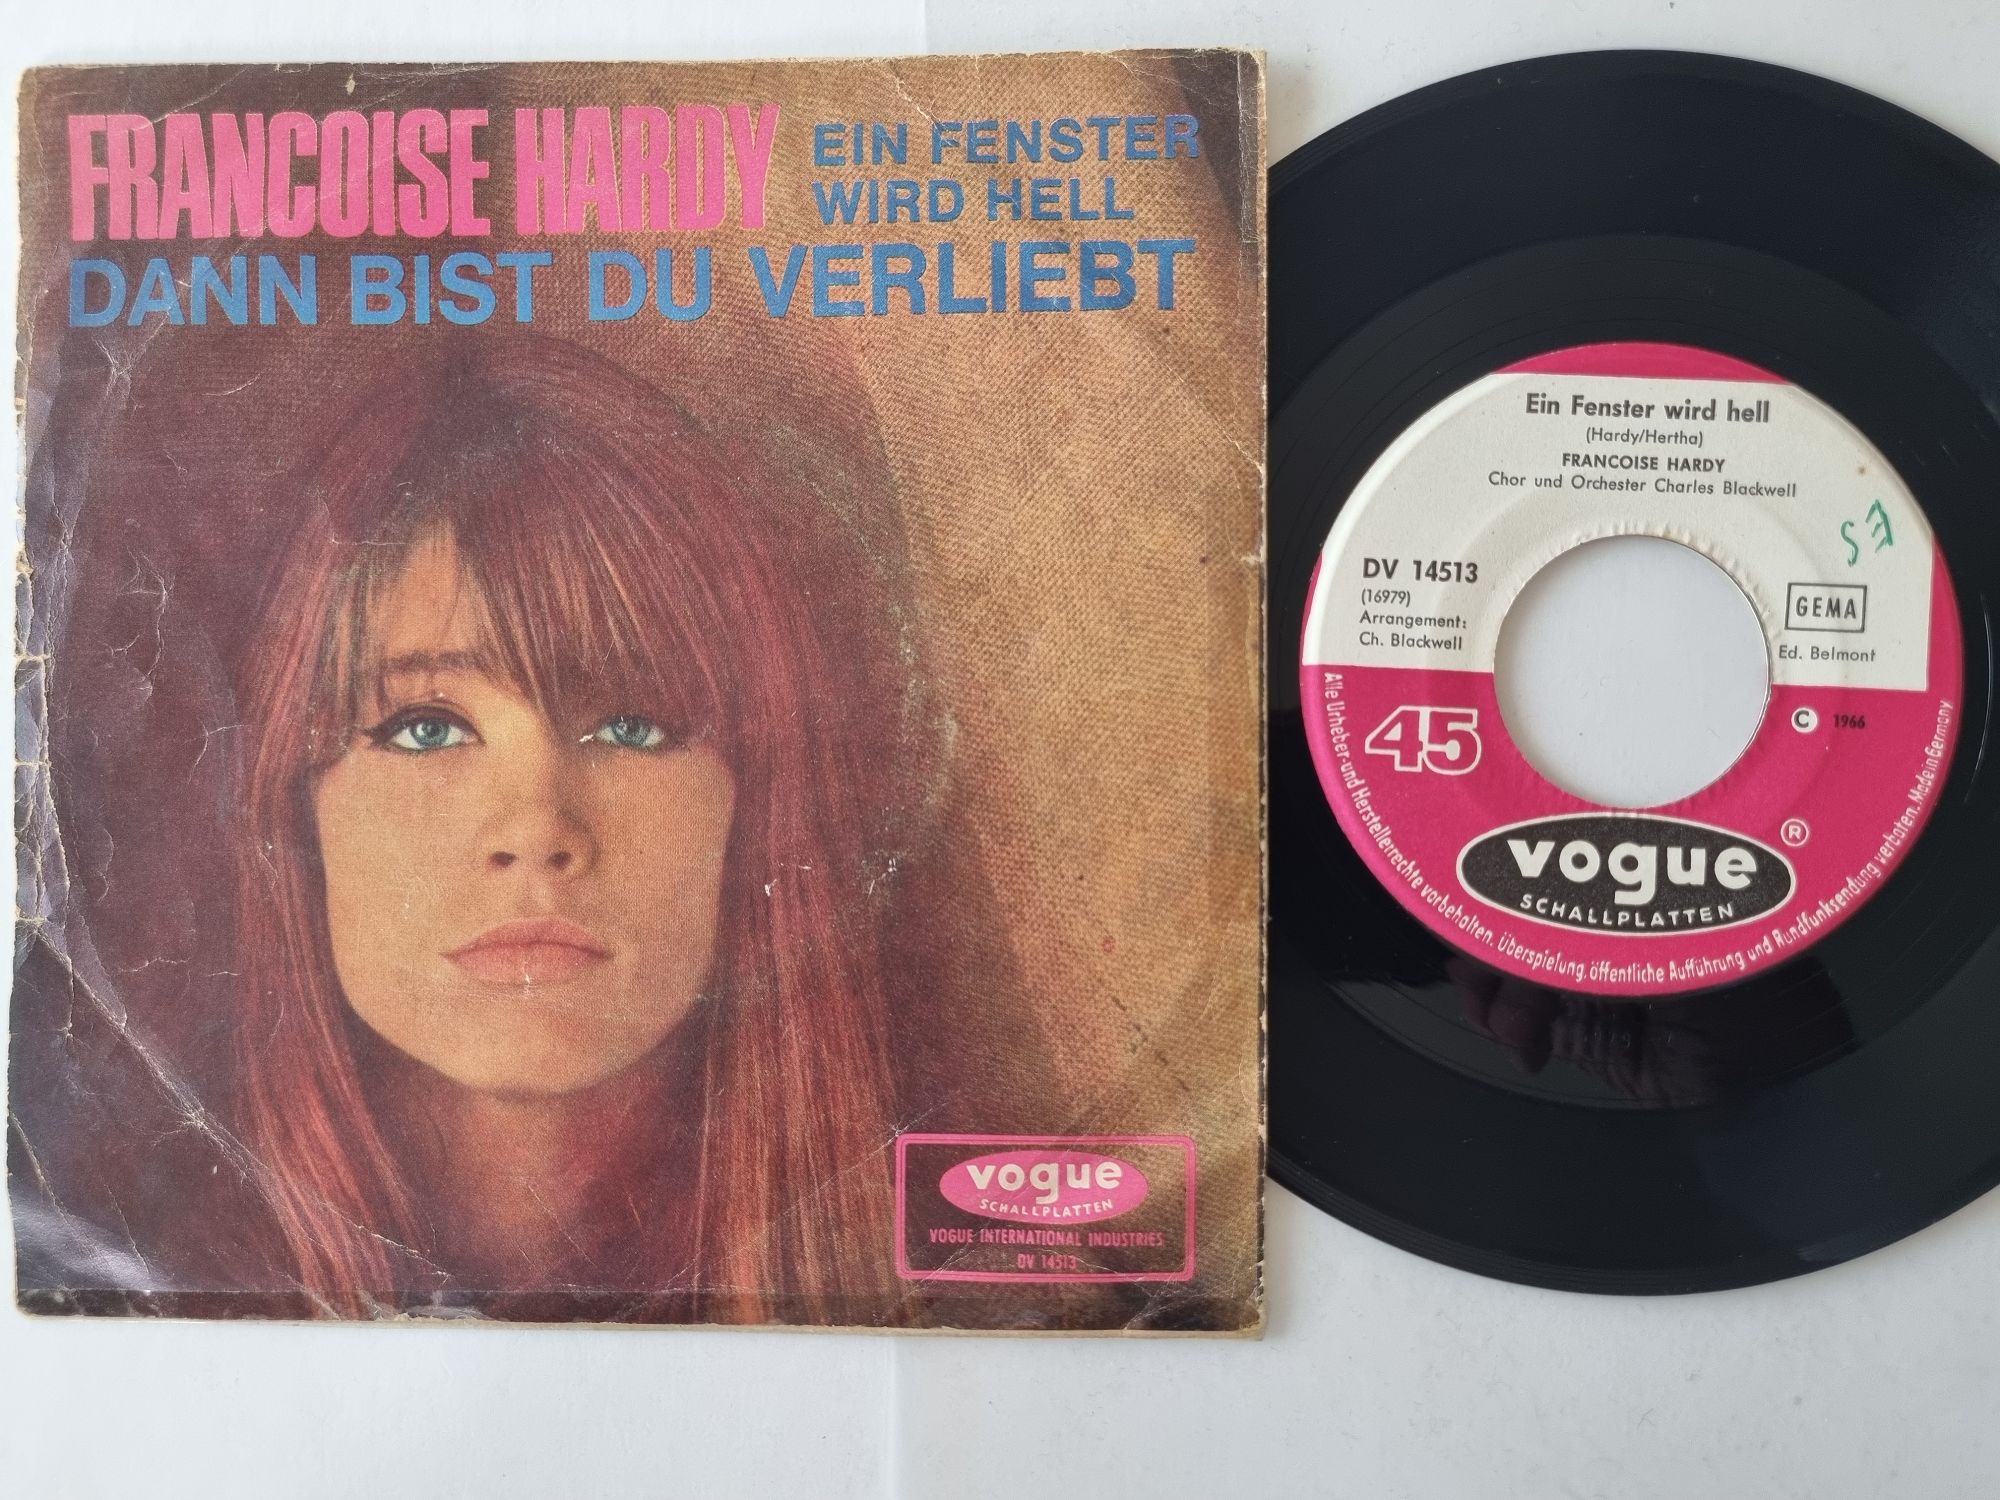 FRANCOISE HARDY
EIN FENSTER
WIRD HELL
DANN BIST DU VERLIEBT
vogue
SCHALLPLATTEN
VOGUE INTERNATIONAL INDUSTRIES
DV 14513
Ein Fenster wird hell
(Hardy/Hertha)
FRANCOISE HARDY
Chor und Orchester Charles Blackwell
DV 14513
(16979)
Arrangement:
Ch. Blackwell
GEMA
Ed. Belmont
45
C 1966
vogue ®
SCHALLPLATTEN
Alle Urheber-und Herstellerrechte vorbehalten. Überspielung, öffentliche Aufführung und Rundfunksendung verboten. Made in Germany